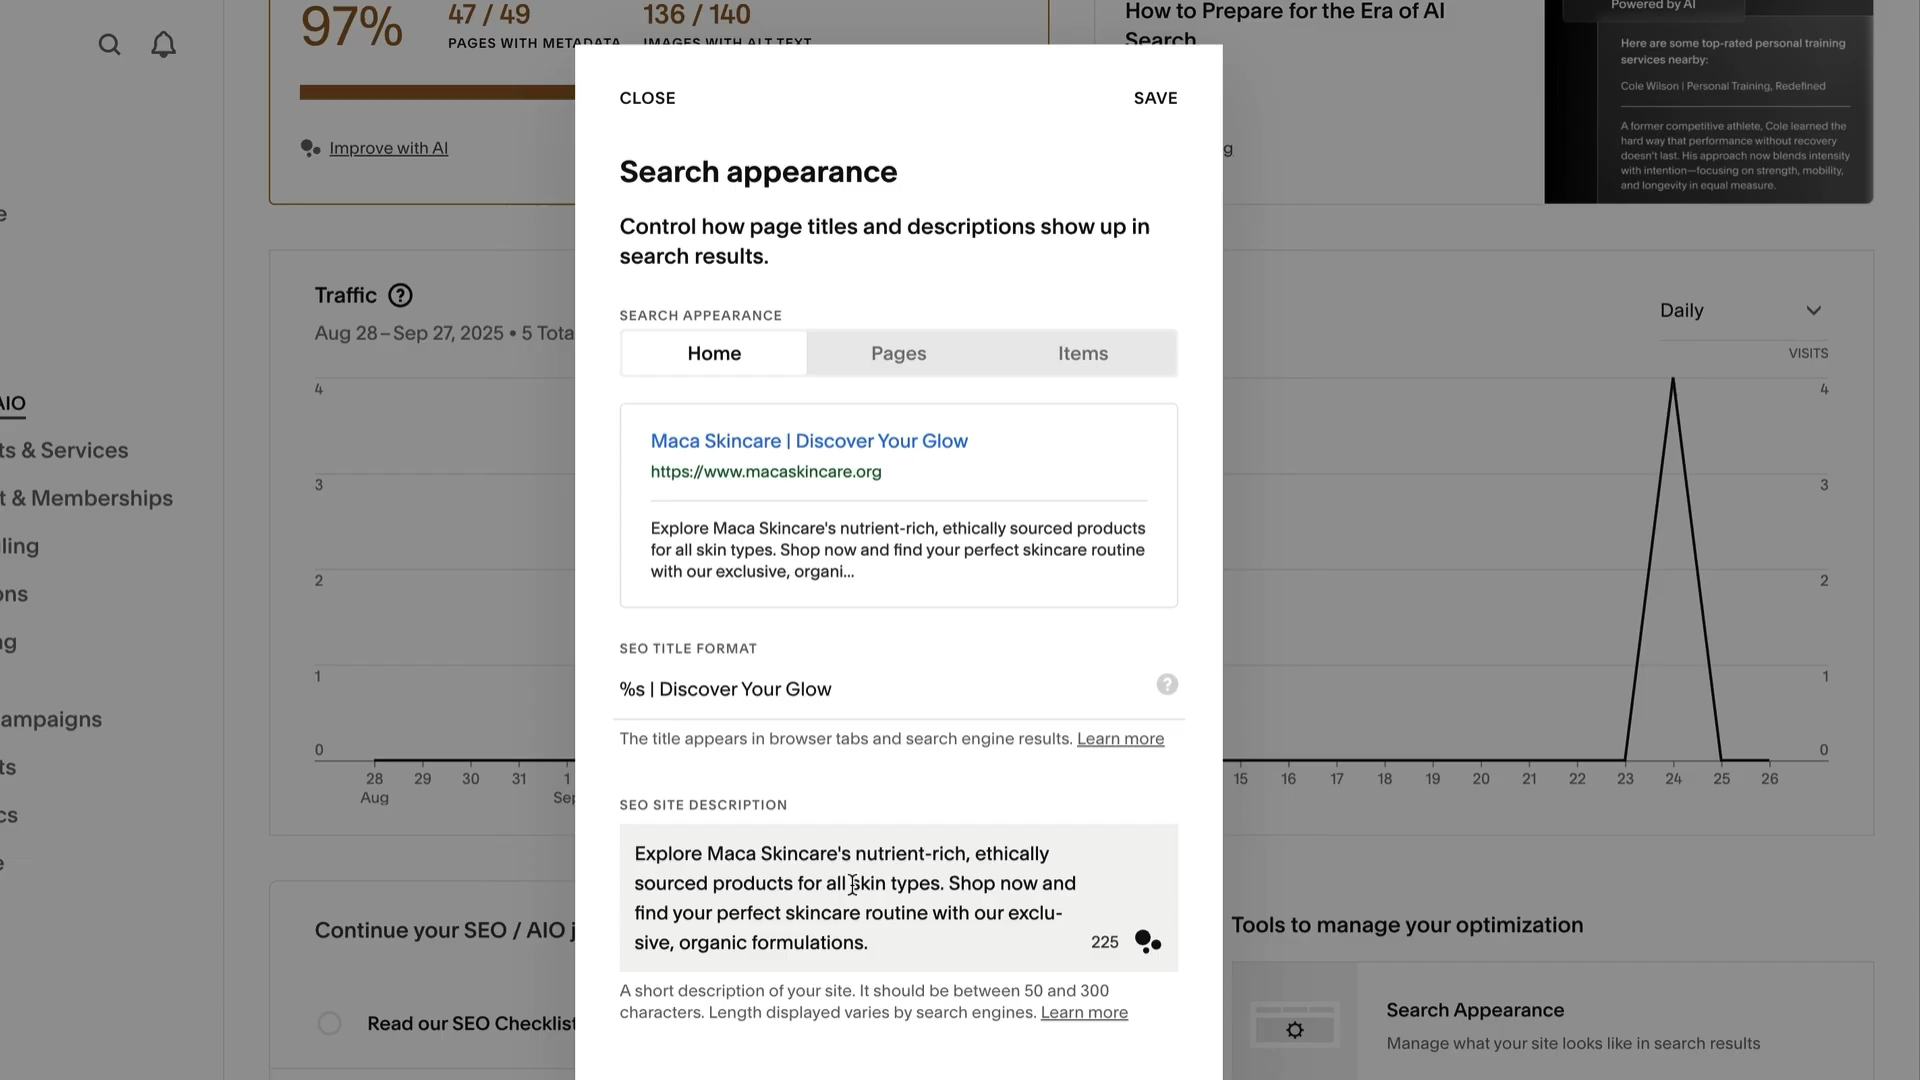 97%
47 / 49
PAGES WITH METADATA
136 / 140
IMAGES WITH ALT TEXT
Improve with AI
How to Prepare for the Era of AI
Search
g
Powered by AI
Here are some top-rated personal training
services nearby:
Cole Wilson | Personal Training, Redefined
A former competitive athlete, Cole learned the
hard way that performance without recovery
doesn't last. His approach now blends intensity
with intention—focusing on strength, mobility,
and longevity in equal measure.
e
AIO
ts & Services
t & Memberships
ling
ons
ng
ampaigns
ts
cs
e
Traffic ?
Aug 28 – Sep 27, 2025 • 5 Tota
Daily
VISITS
4
3
2
1
0
28
29
30
31
1
Aug
Sep
4
3
2
1
0
15
16
17
18
19
20
21
22
23
24
25
26
CLOSE
SAVE
Search appearance
Control how page titles and descriptions show up in
search results.
SEARCH APPEARANCE
Home
Pages
Items
Maca Skincare | Discover Your Glow
https://www.macaskincare.org
Explore Maca Skincare's nutrient-rich, ethically sourced products
for all skin types. Shop now and find your perfect skincare routine
with our exclusive, organi...
SEO TITLE FORMAT
%s | Discover Your Glow
?
The title appears in browser tabs and search engine results. Learn more
SEO SITE DESCRIPTION
Explore Maca Skincare's nutrient-rich, ethically
sourced products for all skin types. Shop now and
find your perfect skincare routine with our exclu-
sive, organic formulations.
225
A short description of your site. It should be between 50 and 300
characters. Length displayed varies by search engines. Learn more
Continue your SEO / AIO j
Read our SEO Checklist
Tools to manage your optimization
Search Appearance
Manage what your site looks like in search results